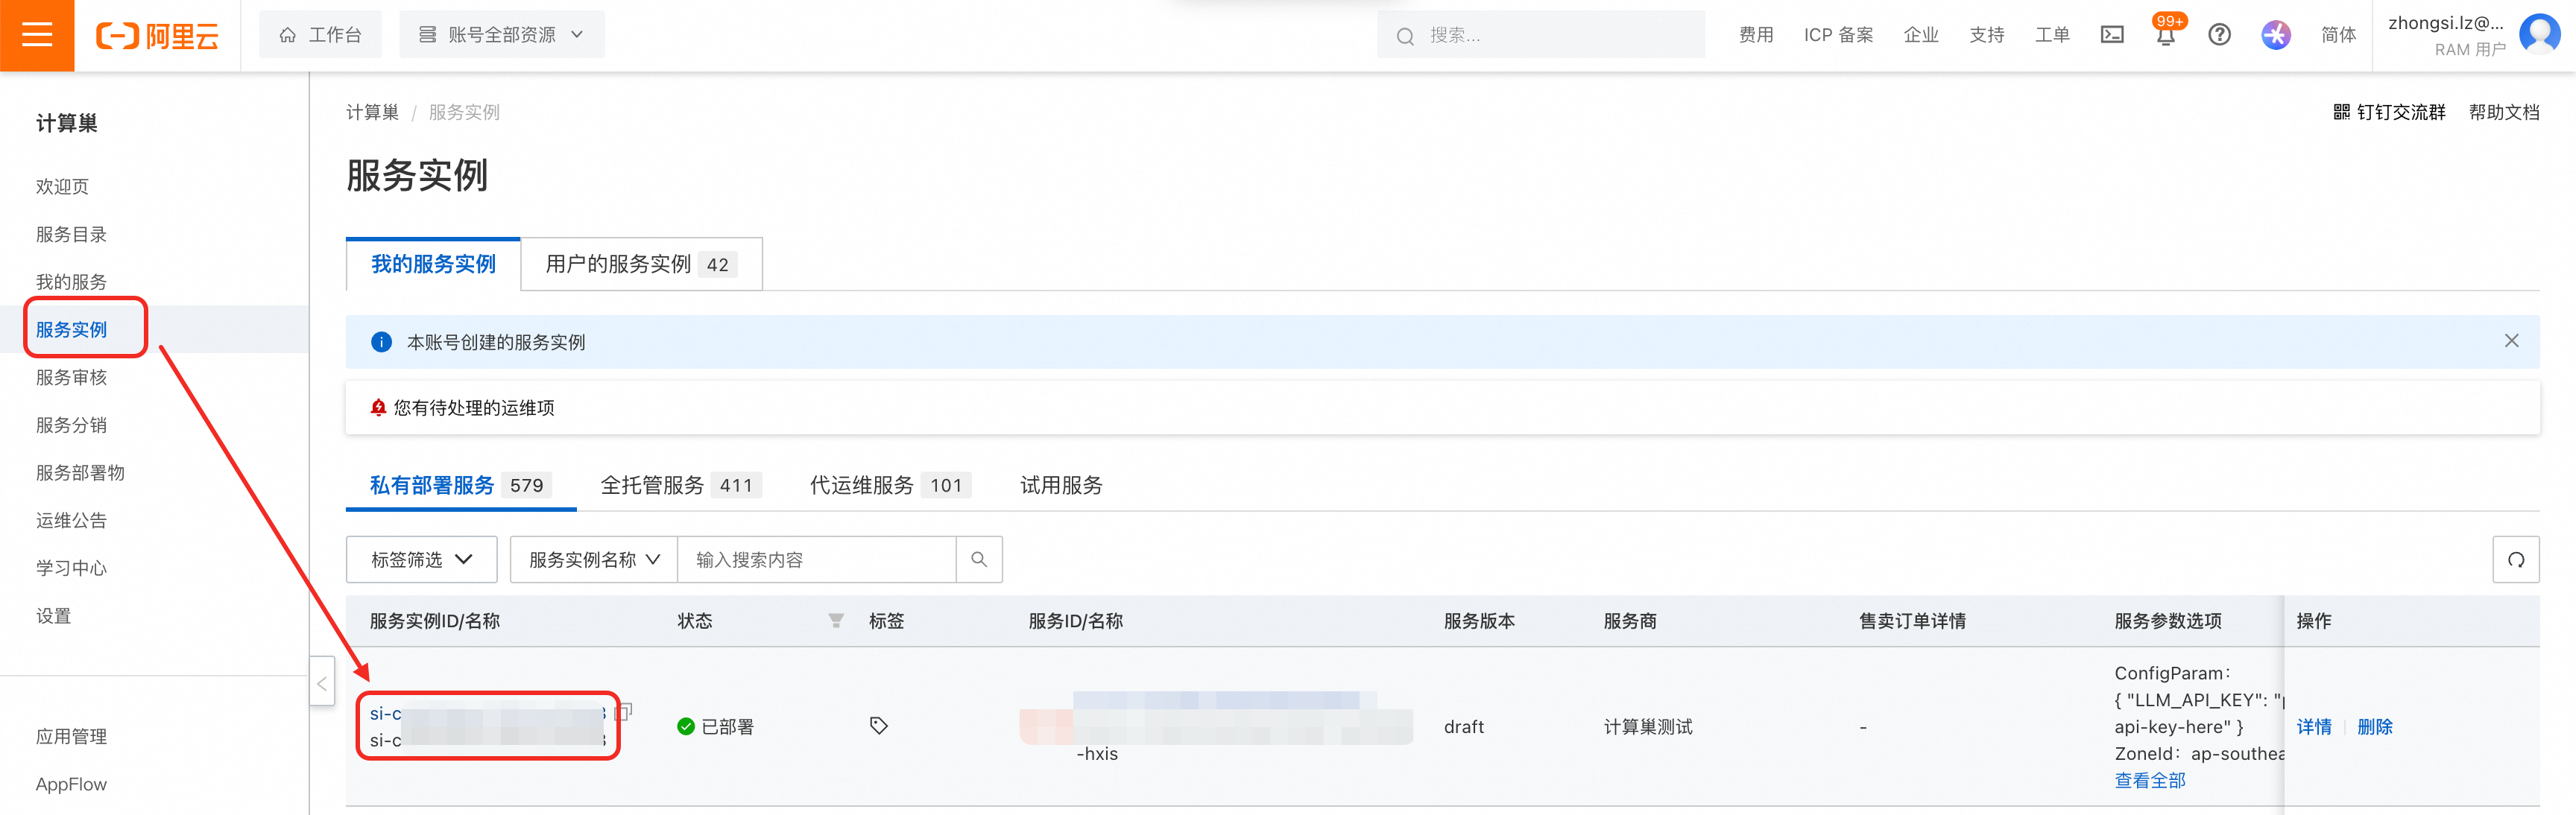 阿里云
工作台
账号全部资源
搜索...
费用
ICP 备案
企业
支持
工单
99+
简体
zhongsi.lz@...
RAM 用户
计算巢
欢迎页
服务目录
我的服务
服务实例
服务审核
服务分销
服务部署物
运维公告
学习中心
设置
应用管理
AppFlow
计算巢 / 服务实例
钉钉交流群
帮助文档
服务实例
我的服务实例
用户的服务实例 42
本账号创建的服务实例
您有待处理的运维项
私有部署服务 579
全托管服务 411
代运维服务 101
试用服务
标签筛选
服务实例名称
输入搜索内容
服务实例ID/名称
状态
标签
服务ID/名称
服务版本
服务商
售卖订单详情
服务参数选项
操作
si-c
si-c
已部署
-hxis
draft
计算巢测试
-
ConfigParam：
{ "LLM_API_KEY": "
api-key-here" }
ZoneId： ap-southea
查看全部
详情
删除